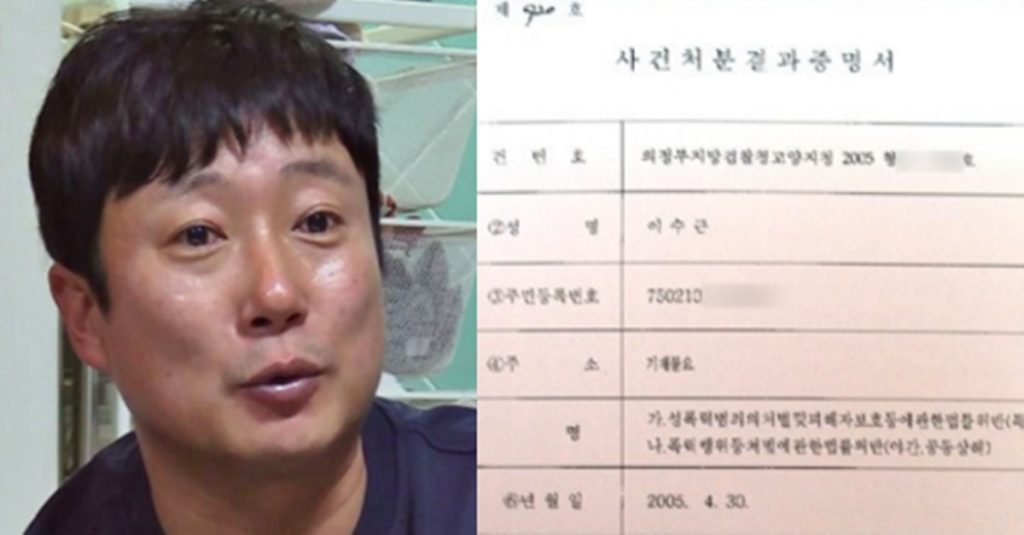 제 호
사건처분결과증명서
건 번 호 의정부지방검찰청고양지청 2005 형 호
②성 명 이수근
③주민등록번호 750210
④주 소 기재불요
명 가.성폭력범죄의처벌및피해자보호등에관한법률위반(
나.폭력행위등처벌에관한법률위반(야간,공동상해)
⑥년월일 2005. 4. 30.